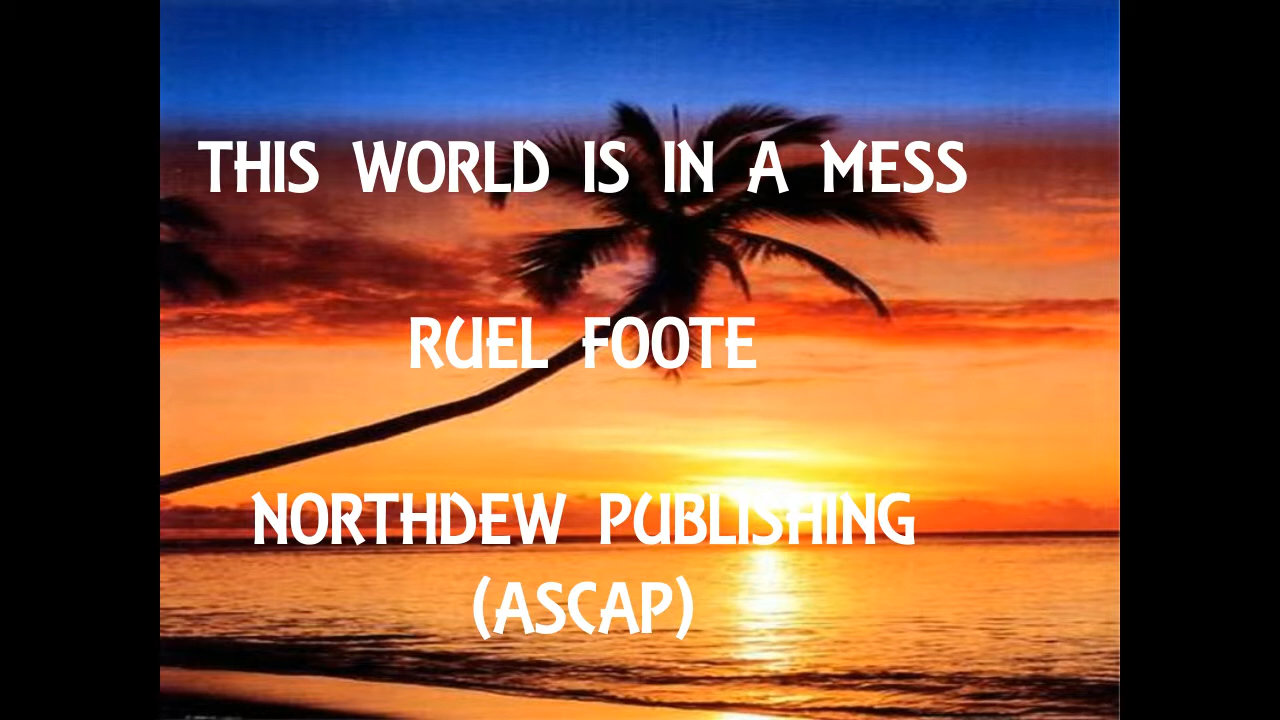 THIS WORLD IS IN A MESS
RUEL FOOTE
NORTHDEW PUBLISHING
(ASCAP)